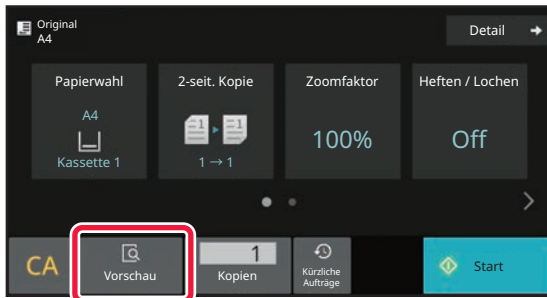 Original
A4
Detail
Papierwahl
A4
Kassette 1
2-seit. Kopie
1 → 1
Zoomfaktor
100%
Heften / Lochen
Off
CA
Vorschau
1
Kopien
Kürzliche
Aufträge
Start